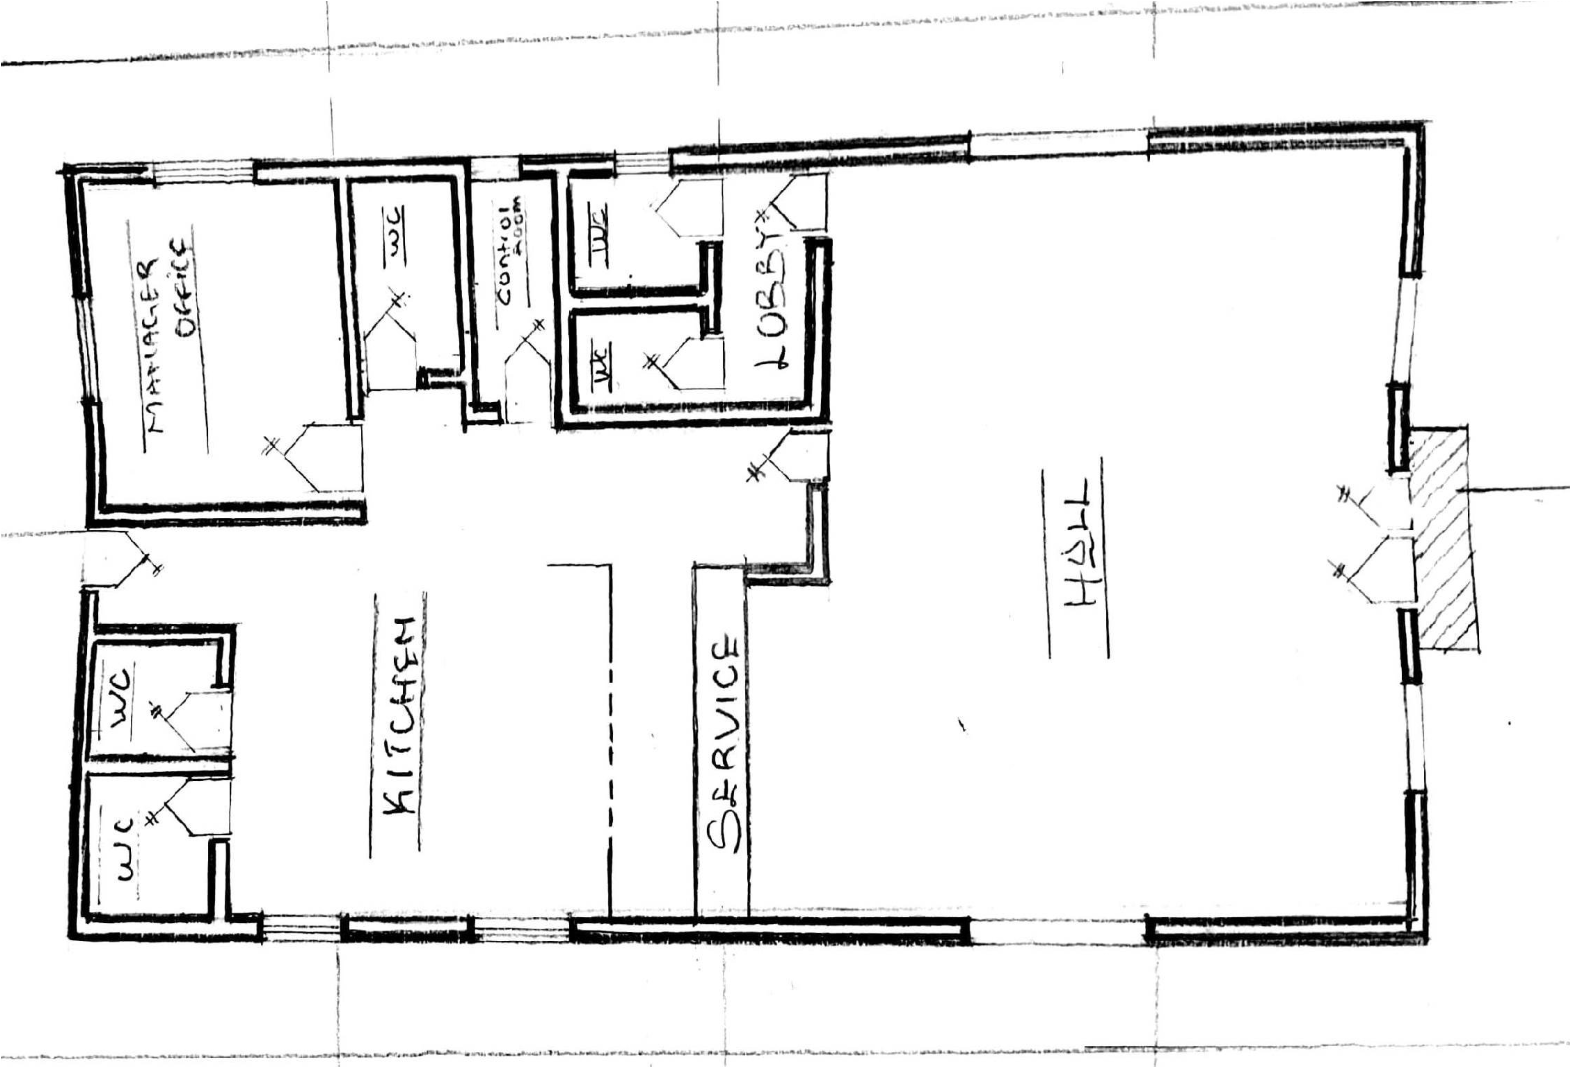 MANAGER
OFFICE
WC
CONTROL
ROOM
WC
WC
LOBBY
HALL
KITCHEN
SERVICE
WC
WC